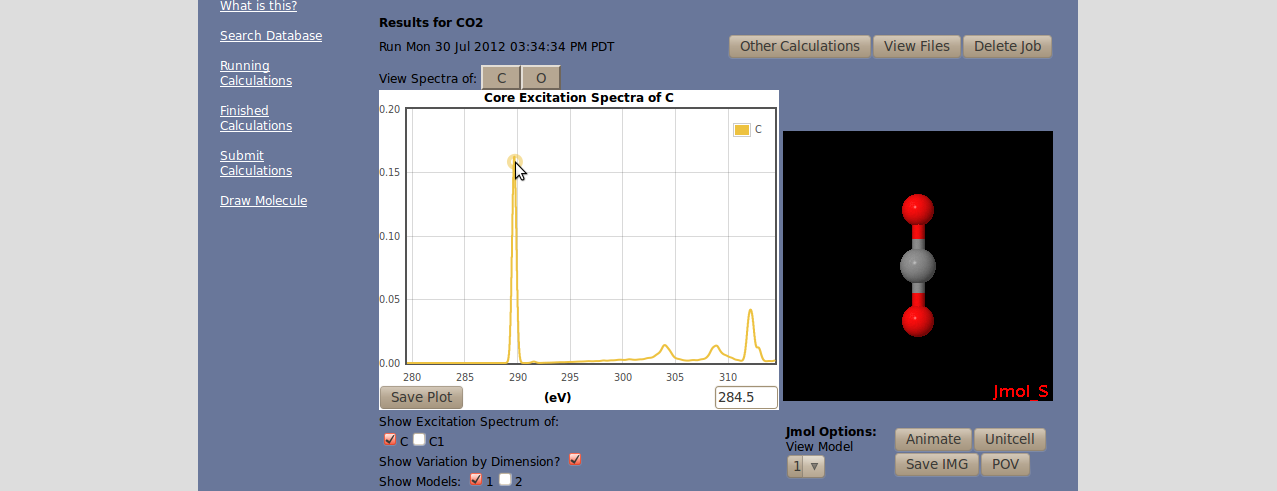 What is this?
Search Database
Running
Calculations
Finished
Calculations
Submit
Calculations
Draw Molecule
Results for CO2
Run Mon 30 Jul 2012 03:34:34 PM PDT
Other Calculations View Files Delete Job
View Spectra of: C O
Core Excitation Spectra of C
0.20
0.15
0.10
0.05
0.00
C
280 285 290 295 300 305 310
Save Plot (eV) 284.5
Show Excitation Spectrum of:
C C1
Show Variation by Dimension?
Show Models: 1 2
Jmol_S
Jmol Options:
View Model
1
Animate Unitcell
Save IMG POV